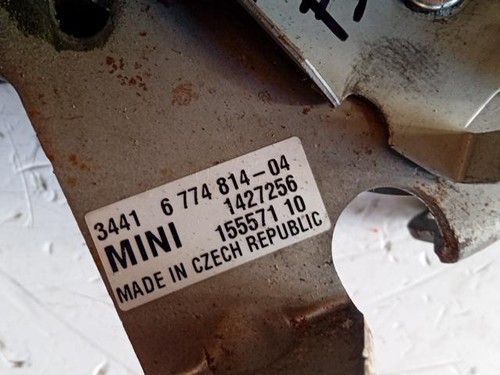 3441 6 774 814-04
1427256
MINI 155571 10
MADE IN CZECH REPUBLIC